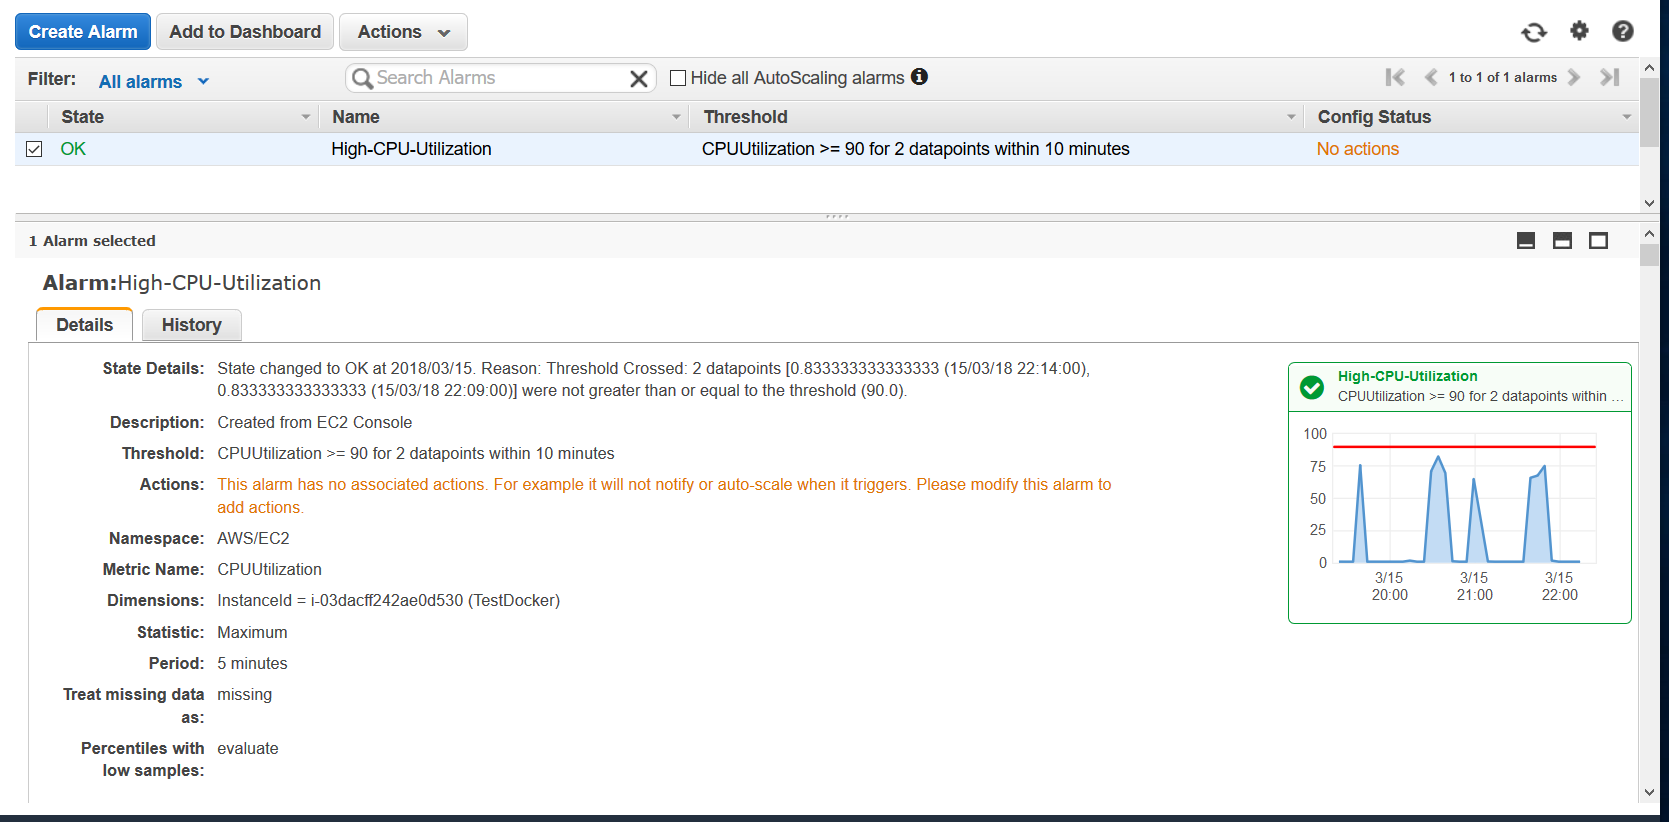 Create Alarm Add to Dashboard Actions
Filter: All alarms Search Alarms Hide all AutoScaling alarms 1 to 1 of 1 alarms
State Name Threshold Config Status
OK High-CPU-Utilization CPUUtilization >= 90 for 2 datapoints within 10 minutes No actions
1 Alarm selected
Alarm:High-CPU-Utilization
Details History
State Details: State changed to OK at 2018/03/15. Reason: Threshold Crossed: 2 datapoints [0.833333333333333 (15/03/18 22:14:00),
0.833333333333333 (15/03/18 22:09:00)] were not greater than or equal to the threshold (90.0).
Description: Created from EC2 Console
Threshold: CPUUtilization >= 90 for 2 datapoints within 10 minutes
Actions: This alarm has no associated actions. For example it will not notify or auto-scale when it triggers. Please modify this alarm to
add actions.
Namespace: AWS/EC2
Metric Name: CPUUtilization
Dimensions: InstanceId = i-03dacff242ae0d530 (TestDocker)
Statistic: Maximum
Period: 5 minutes
Treat missing data missing
as:
Percentiles with evaluate
low samples:
High-CPU-Utilization
CPUUtilization >= 90 for 2 datapoints within ...
100
75
50
25
0
3/15 3/15 3/15
20:00 21:00 22:00